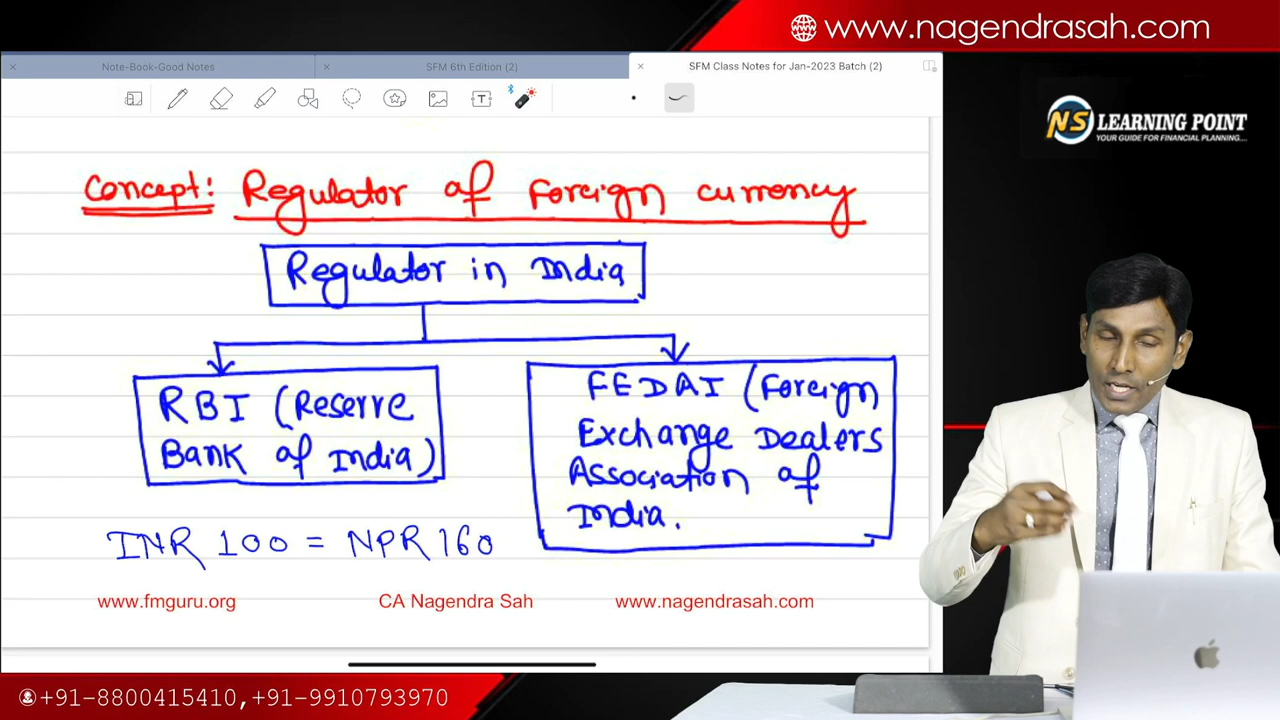 www.nagendrasah.com
Note-Book-Good Notes
SFM 6th Edition (2)
SFM Class Notes for Jan-2023 Batch (2)
NS LEARNING POINT
YOUR GUIDE FOR FINANCIAL PLANNING....
Concept: Regulator of Foreign currency
Regulator in India
RBI (Reserve
Bank of India)
FEDAI (Foreign
Exchange Dealers
Association of
India.
INR 100 = NPR 160
www.fmguru.org
CA Nagendra Sah
www.nagendrasah.com
+91-8800415410,+91-9910793970